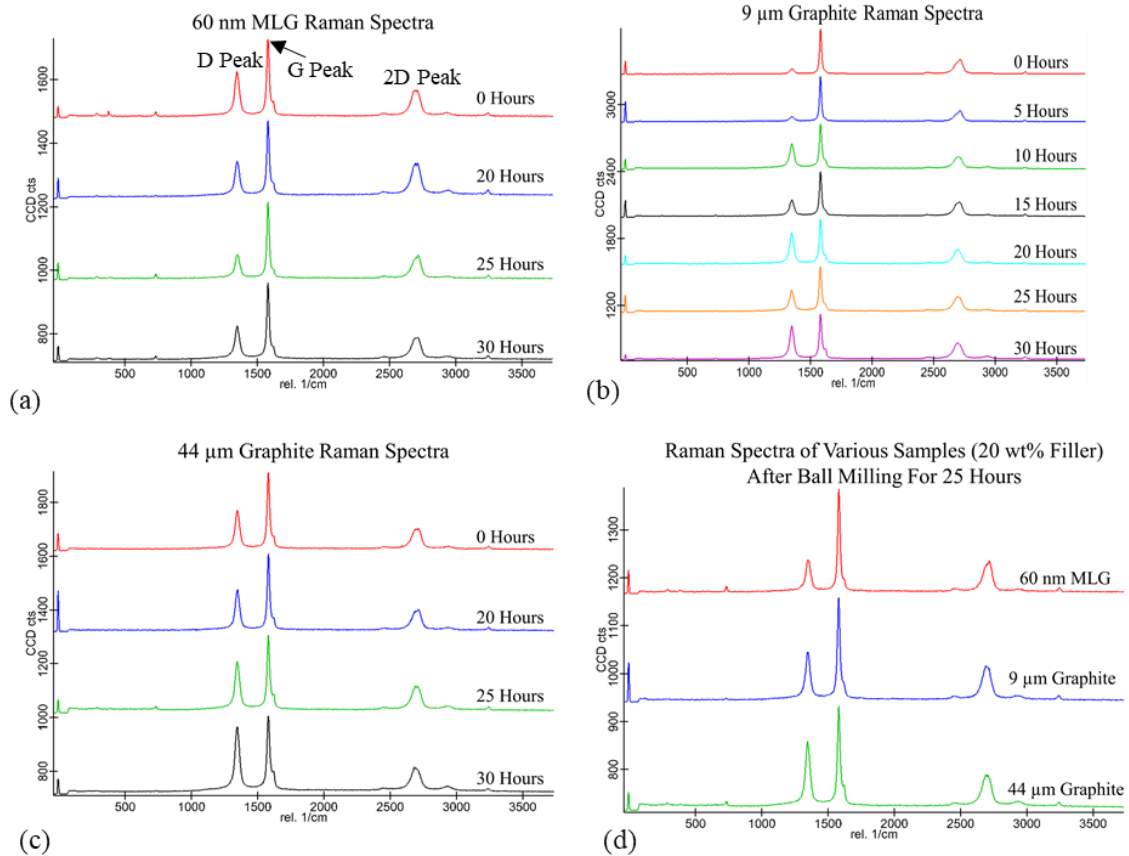 60 nm MLG Raman Spectra
D Peak
G Peak
2D Peak
0 Hours
20 Hours
25 Hours
30 Hours
CCD cts
1600
1400
1200
1000
800
500
1000
1500
2000
2500
3000
3500
rel. 1/cm
(a)
9 µm Graphite Raman Spectra
0 Hours
5 Hours
10 Hours
15 Hours
20 Hours
25 Hours
30 Hours
CCD cts
3000
2400
1800
1200
500
1000
1500
2000
2500
3000
3500
rel. 1/cm
(b)
44 µm Graphite Raman Spectra
0 Hours
20 Hours
25 Hours
30 Hours
CCD cts
1800
1600
1400
1200
1000
800
500
1000
1500
2000
2500
3000
3500
rel. 1/cm
(c)
Raman Spectra of Various Samples (20 wt% Filler)
After Ball Milling For 25 Hours
60 nm MLG
9 µm Graphite
44 µm Graphite
CCD cts
1300
1200
1100
1000
900
800
500
1000
1500
2000
2500
3000
3500
rel. 1/cm
(d)